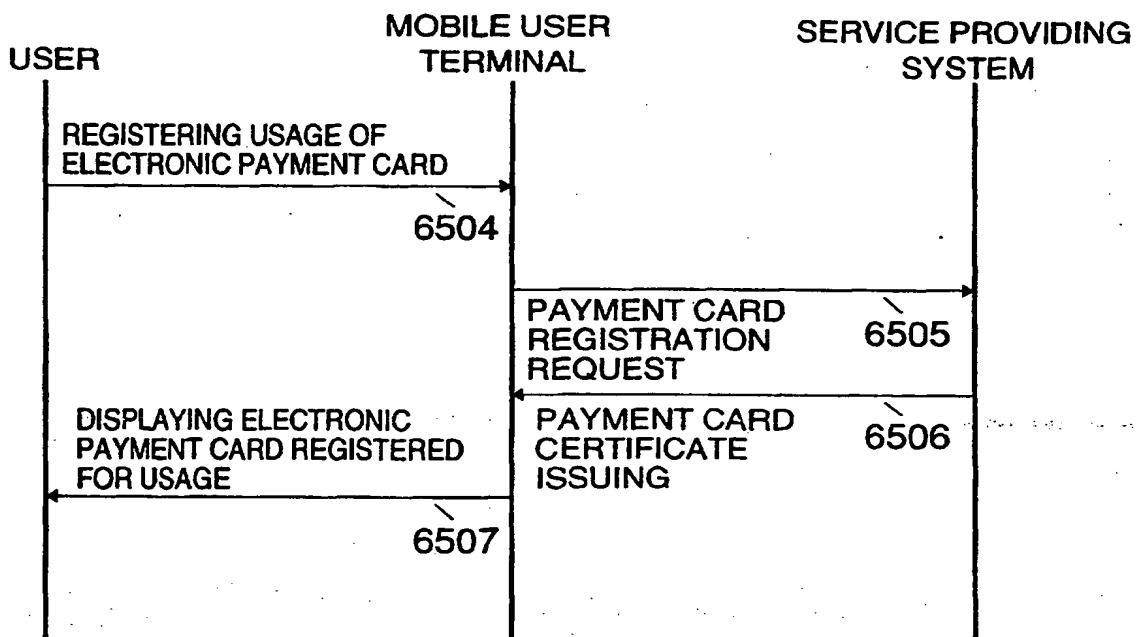 USER
MOBILE USER
TERMINAL
SERVICE PROVIDING
SYSTEM
REGISTERING USAGE OF
ELECTRONIC PAYMENT CARD
6504
PAYMENT CARD
REGISTRATION
REQUEST
6505
DISPLAYING ELECTRONIC
PAYMENT CARD REGISTERED
FOR USAGE
PAYMENT CARD
CERTIFICATE
ISSUING
6506
6507